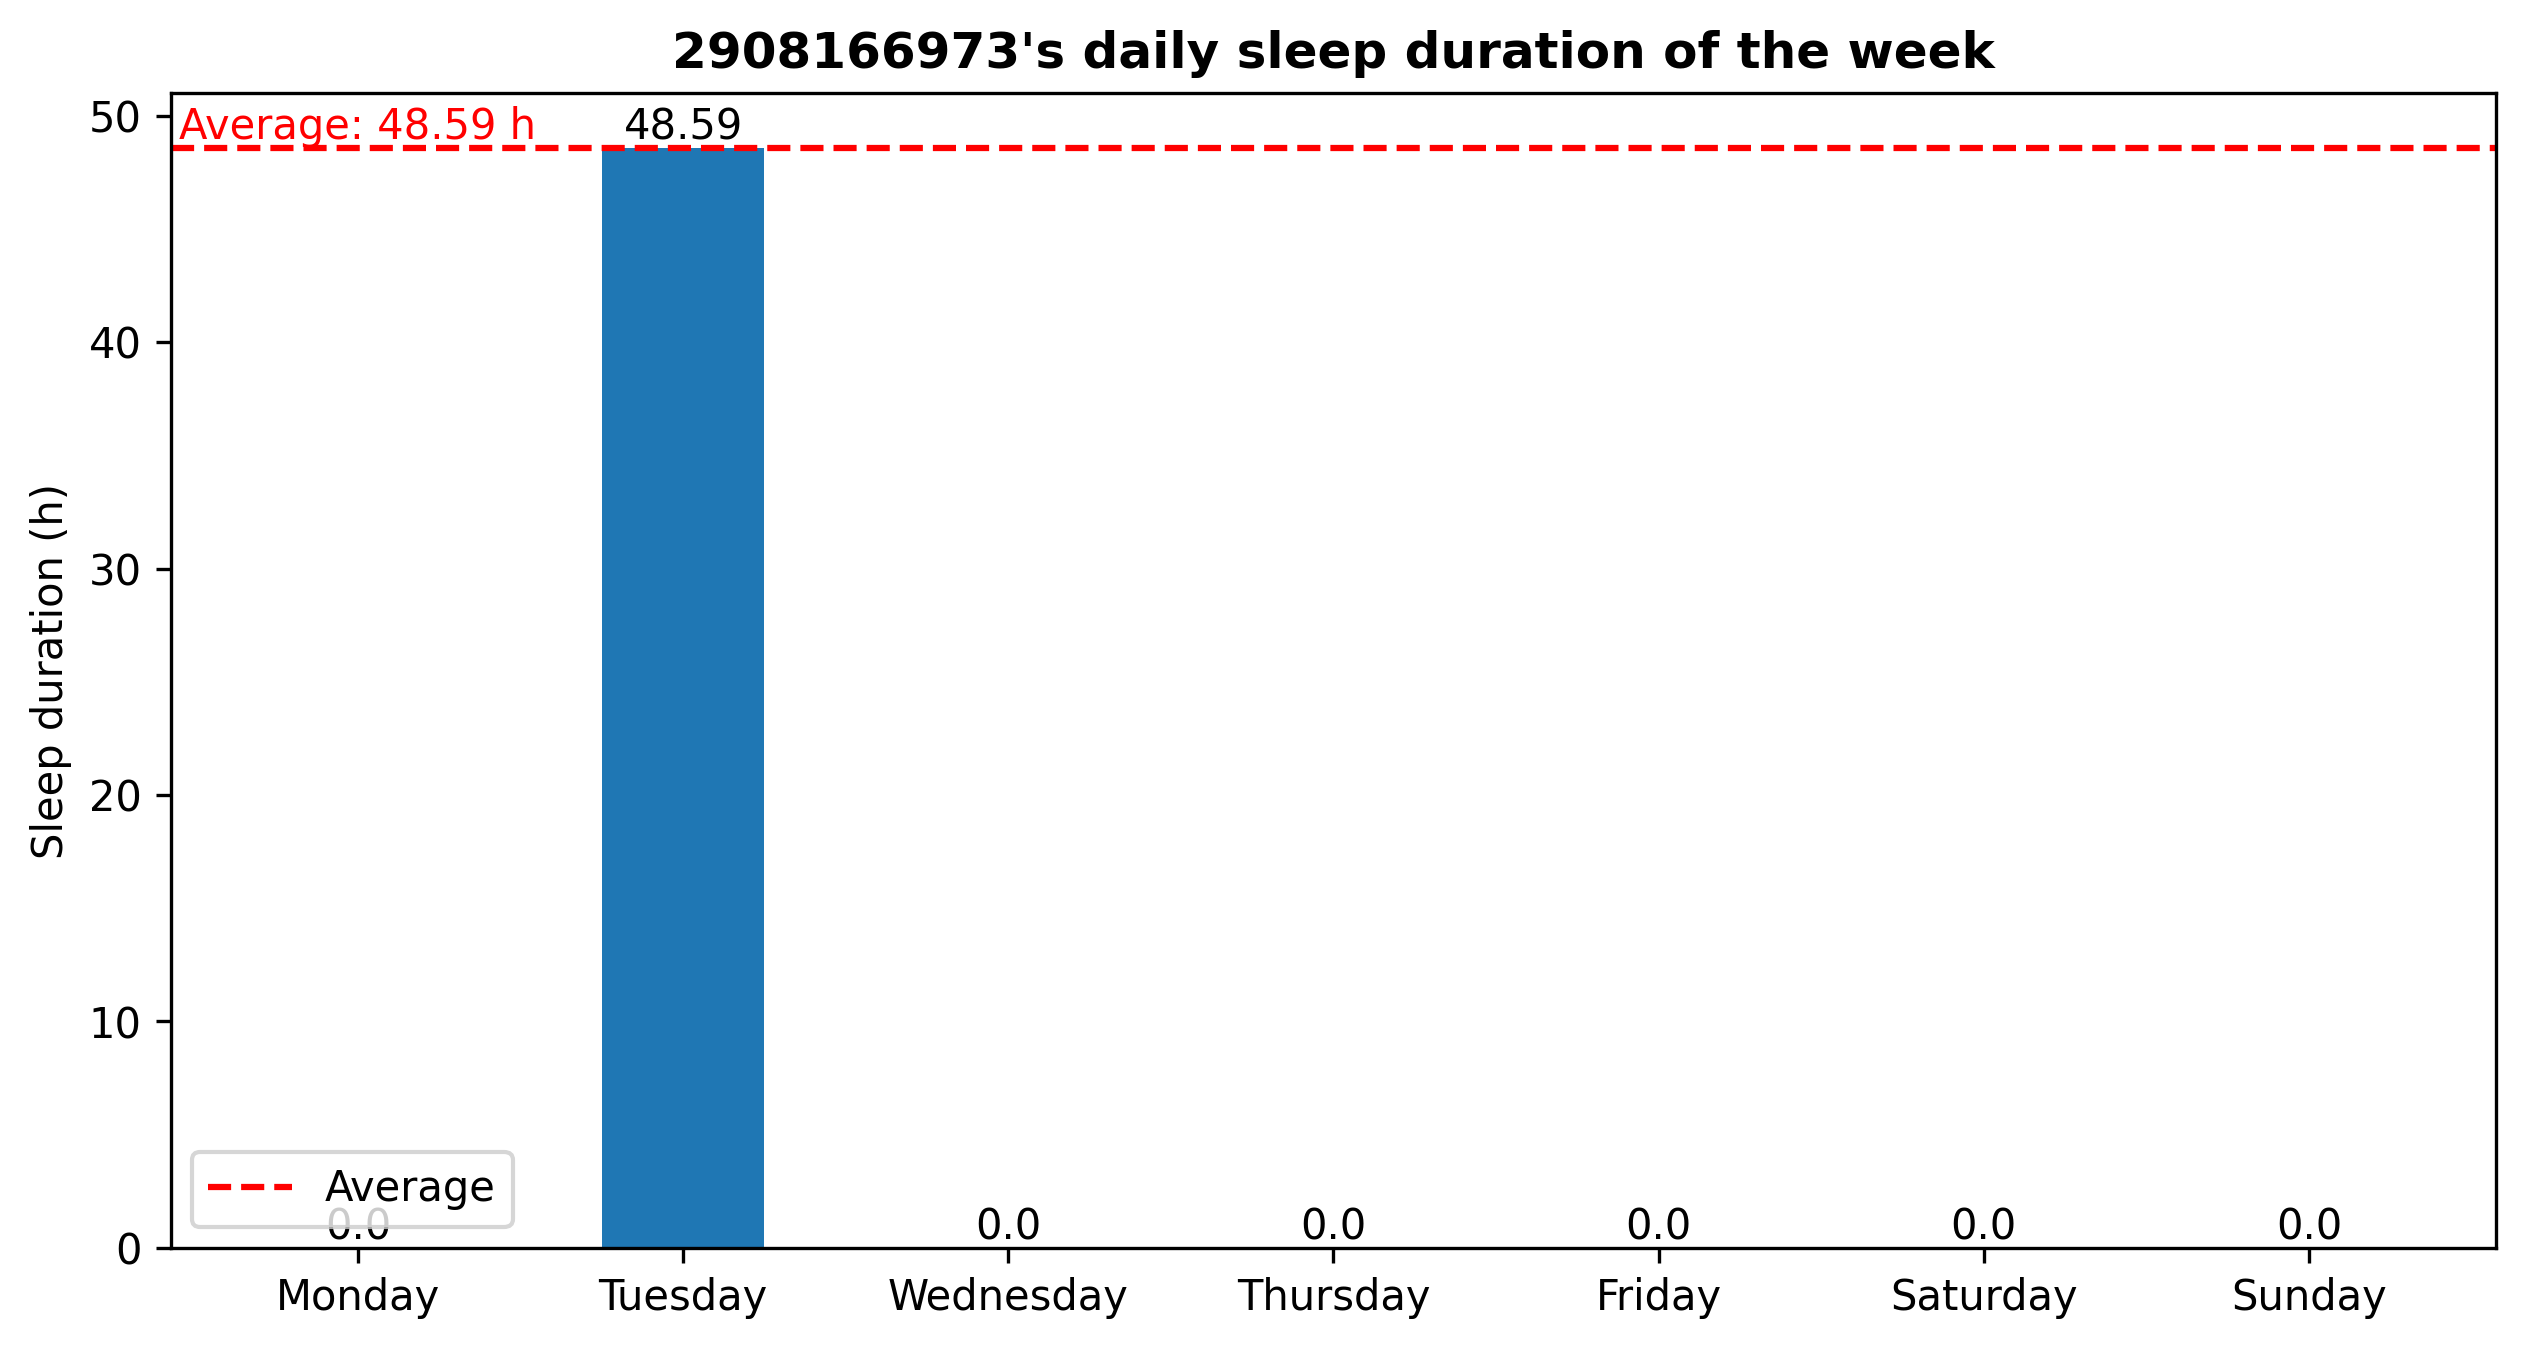 2908166973's daily sleep duration of the week
Average: 48.59 h
48.59
50
40
30
20
10
0
Sleep duration (h)
Average
0.0
0.0
0.0
0.0
0.0
0.0
Monday
Tuesday
Wednesday
Thursday
Friday
Saturday
Sunday